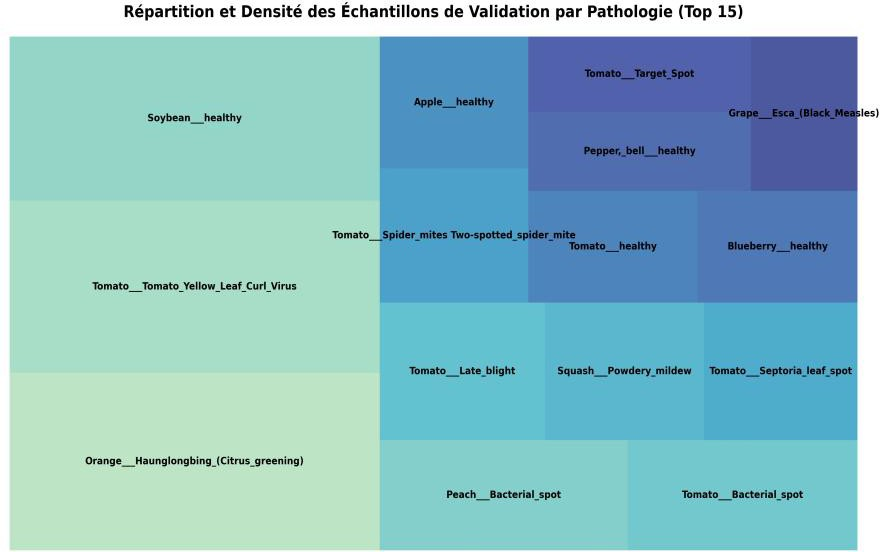 Répartition et Densité des Échantillons de Validation par Pathologie (Top 15)
Soybean___healthy
Apple___healthy
Tomato___Target_Spot
Grape___Esca_(Black_Measles)
Pepper,_bell___healthy
Tomato___Spider_mites Two-spotted_spider_mite
Tomato___healthy
Blueberry___healthy
Tomato___Tomato_Yellow_Leaf_Curl_Virus
Tomato___Late_blight
Squash___Powdery_mildew
Tomato___Septoria_leaf_spot
Orange___Haunglongbing_(Citrus_greening)
Peach___Bacterial_spot
Tomato___Bacterial_spot